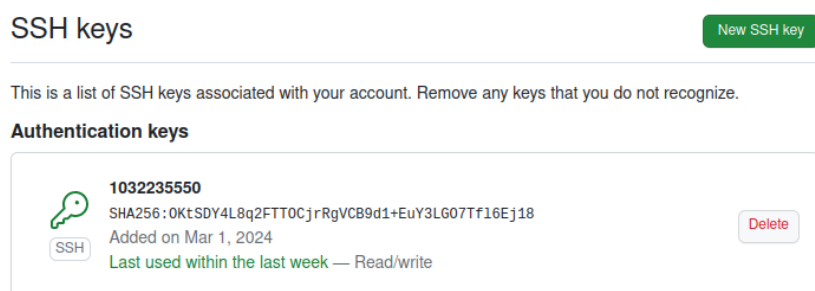 SSH keys
New SSH key
This is a list of SSH keys associated with your account. Remove any keys that you do not recognize.
Authentication keys
1032235550
SHA256:OKtSDY4L8q2FTTOCjrRgVCB9d1+EuY3LGO7Tfl6Ej18
SSH
Added on Mar 1, 2024
Last used within the last week — Read/write
Delete